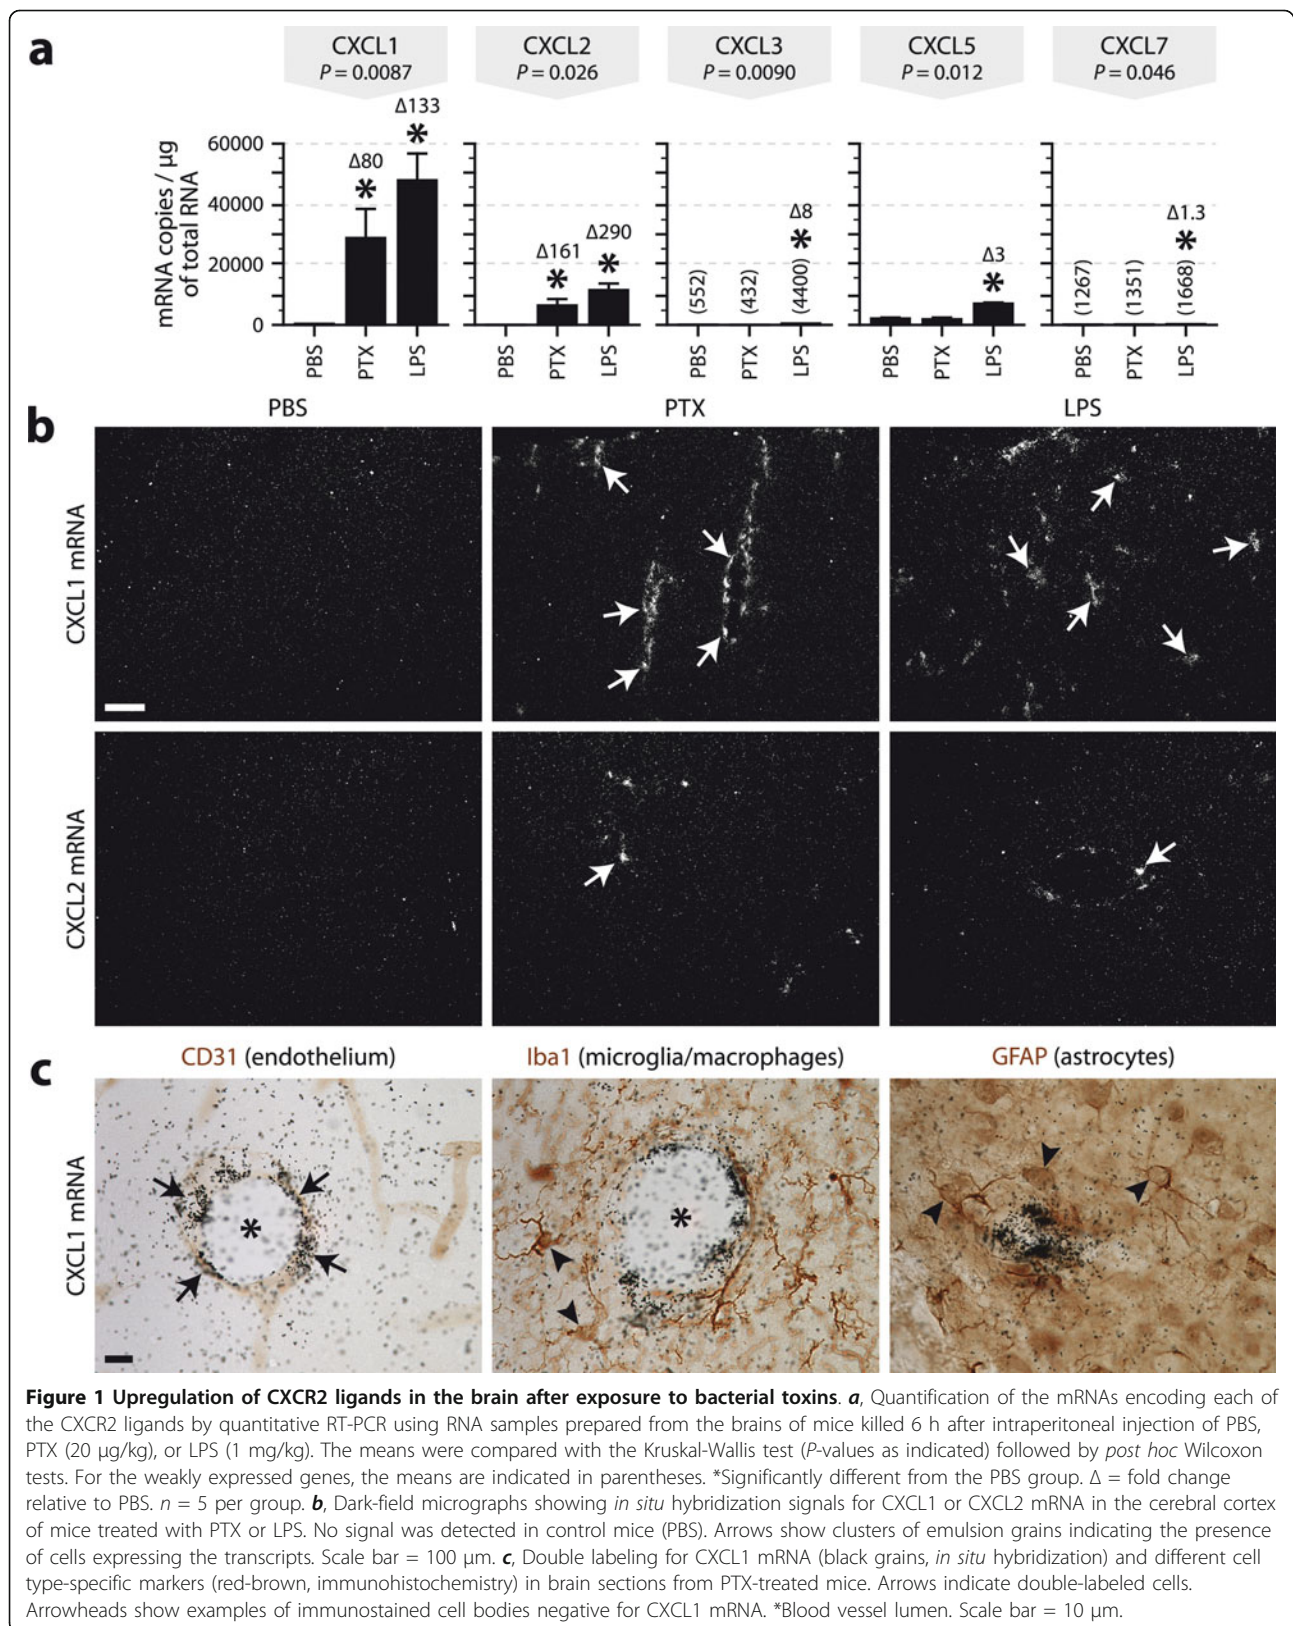 a
CXCL1 CXCL2 CXCL3 CXCL5 CXCL7
P = 0.0087 P = 0.026 P = 0.0090 P = 0.012 P = 0.046
mRNA copies / µg
of total RNA
60000
40000
20000
0
Δ80 * Δ133 *
Δ161 * Δ290 *
(552) (432) (4400) Δ8 *
Δ3 *
(1267) (1351) (1668) Δ1.3 *
PBS PTX LPS PBS PTX LPS PBS PTX LPS PBS PTX LPS PBS PTX LPS
b
PBS PTX LPS
CXCL1 mRNA
CXCL2 mRNA
c
CD31 (endothelium) Iba1 (microglia/macrophages) GFAP (astrocytes)
CXCL1 mRNA
* *
Figure 1 Upregulation of CXCR2 ligands in the brain after exposure to bacterial toxins. a, Quantification of the mRNAs encoding each of
the CXCR2 ligands by quantitative RT-PCR using RNA samples prepared from the brains of mice killed 6 h after intraperitoneal injection of PBS,
PTX (20 µg/kg), or LPS (1 mg/kg). The means were compared with the Kruskal-Wallis test (P-values as indicated) followed by post hoc Wilcoxon
tests. For the weakly expressed genes, the means are indicated in parentheses. *Significantly different from the PBS group. Δ = fold change
relative to PBS. n = 5 per group. b, Dark-field micrographs showing in situ hybridization signals for CXCL1 or CXCL2 mRNA in the cerebral cortex
of mice treated with PTX or LPS. No signal was detected in control mice (PBS). Arrows show clusters of emulsion grains indicating the presence
of cells expressing the transcripts. Scale bar = 100 µm. c, Double labeling for CXCL1 mRNA (black grains, in situ hybridization) and different cell
type-specific markers (red-brown, immunohistochemistry) in brain sections from PTX-treated mice. Arrows indicate double-labeled cells.
Arrowheads show examples of immunostained cell bodies negative for CXCL1 mRNA. *Blood vessel lumen. Scale bar = 10 µm.